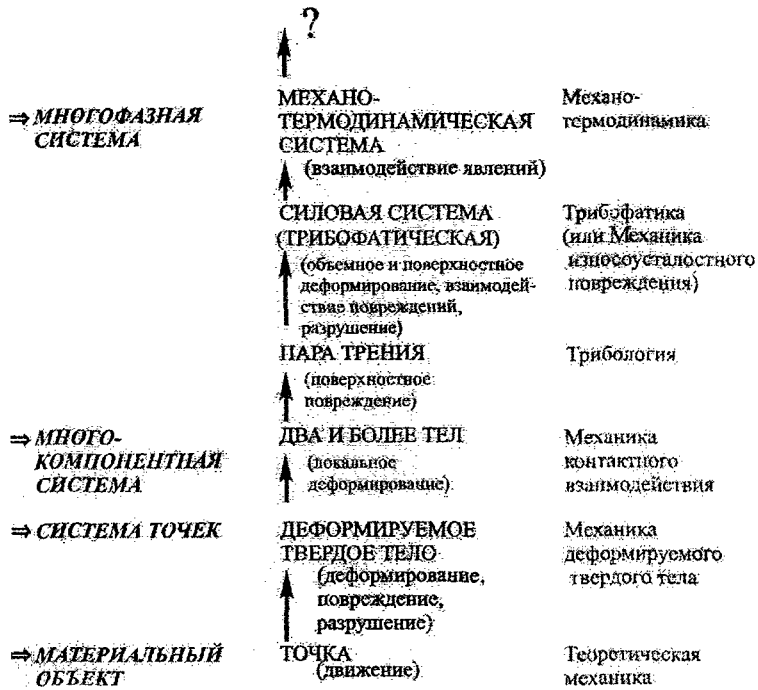 ?
⇒ МНОГОФАЗНАЯ
СИСТЕМА
МЕХАНО-
ТЕРМОДИНАМИЧЕСКАЯ
СИСТЕМА
(взаимодействие явлений)
Механо-
термодинамика
СИЛОВАЯ СИСТЕМА
(ТРИБОФАТИЧЕСКАЯ)
(объемное и поверхностное
деформирование, взаимодей-
ствие повреждений,
разрушение)
Трибофатика
(или Механика
износоусталостного
повреждения)
ПАРА ТРЕНИЯ
(поверхностное
повреждение)
Трибология
⇒ МНОГО-
КОМПОНЕНТНАЯ
СИСТЕМА
ДВА И БОЛЕЕ ТЕЛ
(локальное
деформирование)
Механика
контактного
взаимодействия
⇒ СИСТЕМА ТОЧЕК
ДЕФОРМИРУЕМОЕ
ТВЕРДОЕ ТЕЛО
(деформирование,
повреждение,
разрушение)
Механика
деформируемого
твердого тела
⇒ МАТЕРИАЛЬНЫЙ
ОБЪЕКТ
ТОЧКА
(движение)
Теоретическая
механика